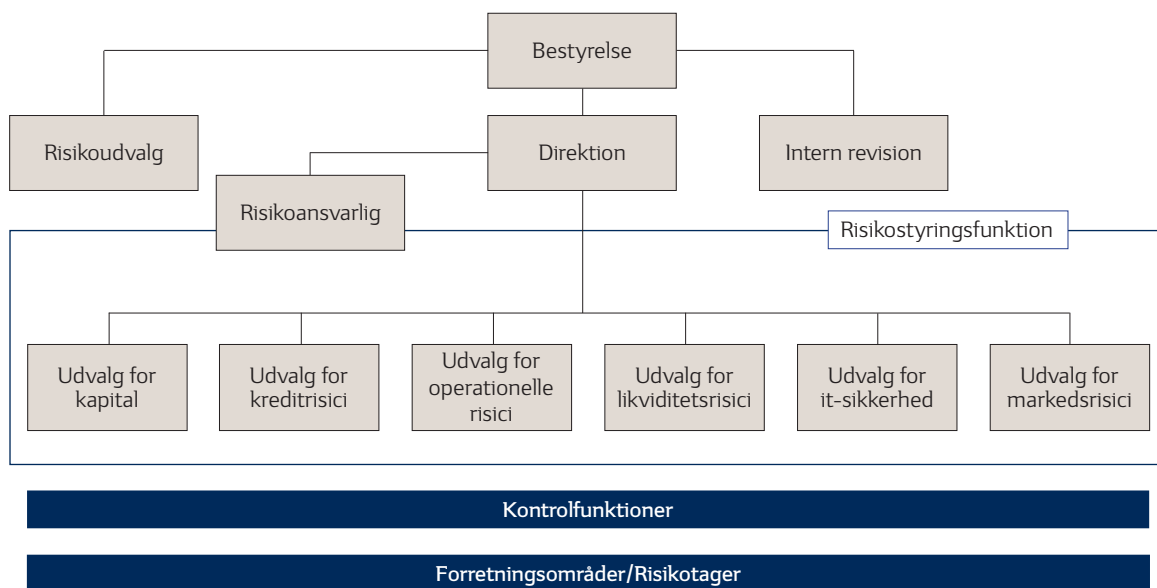 Bestyrelse
Risikoudvalg
Direktion
Intern revision
Risikoansvarlig
Risikostyringsfunktion
Udvalg for
kapital
Udvalg for
kreditrisici
Udvalg for
operationelle
risici
Udvalg for
likviditetsrisici
Udvalg for
it-sikkerhed
Udvalg for
markedsrisici
Kontrolfunktioner
Forretningsområder/Risikotager